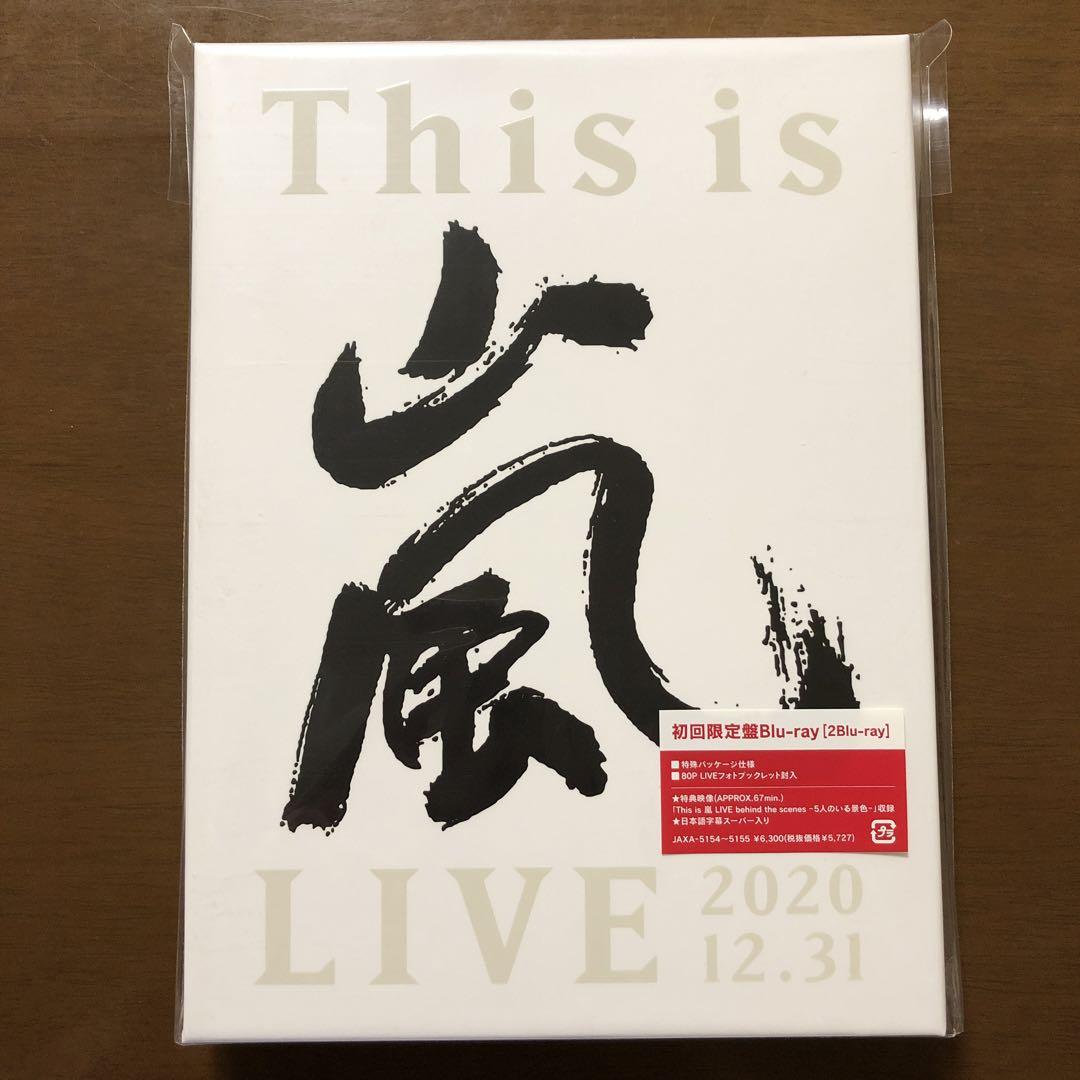 This is
嵐
LIVE 2020
12.31
初回限定盤Blu-ray [2Blu-ray]
■特殊パッケージ仕様
■80P LIVEフォトブックレット封入
★特典映像(APPROX.67min.)
「This is 嵐 LIVE behind the scenes -5人のいる景色-」収録
★日本語字幕スーパー入り
JAXA-5154〜5155 ¥6,300(税抜価格¥5,727)
プラ